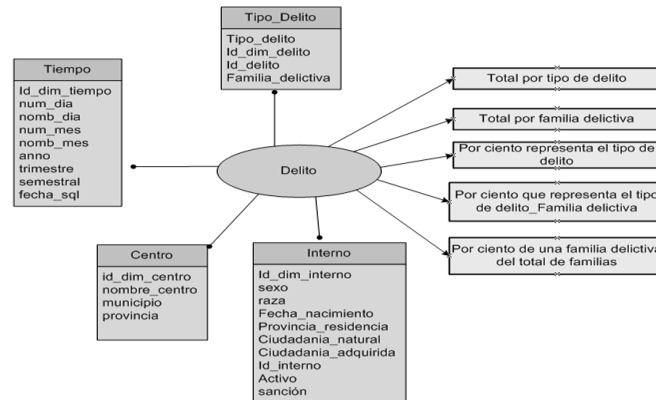 Tipo_Delito
Tipo_delito
Id_dim_delito
Id_delito
Familia_delictiva
Tiempo
Id_dim_tiempo
num_dia
nomb_dia
num_mes
nomb_mes
anno
trimestre
semestral
fecha_sql
Delito
Total por tipo de delito
Total por familia delictiva
Por ciento representa el tipo de
delito
Por ciento que representa el tipo
de delito_Familia delictiva
Por ciento de una familia delictiva
del total de familias
Centro
id_dim_centro
nombre_centro
municipio
provincia
Interno
Id_dim_interno
sexo
raza
Fecha_nacimiento
Provincia_residencia
Ciudadania_natural
Ciudadania_adquirida
Id_interno
Activo
sanción